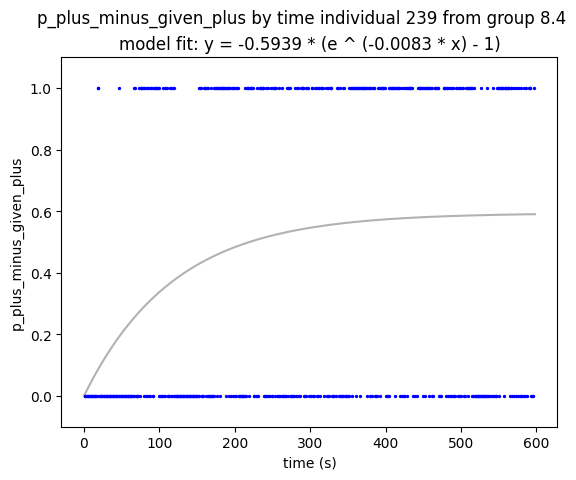 p_plus_minus_given_plus by time individual 239 from group 8.4
model fit: y = -0.5939 * (e ^ (-0.0083 * x) - 1)
p_plus_minus_given_plus
1.0
0.8
0.6
0.4
0.2
0.0
0 100 200 300 400 500 600
time (s)